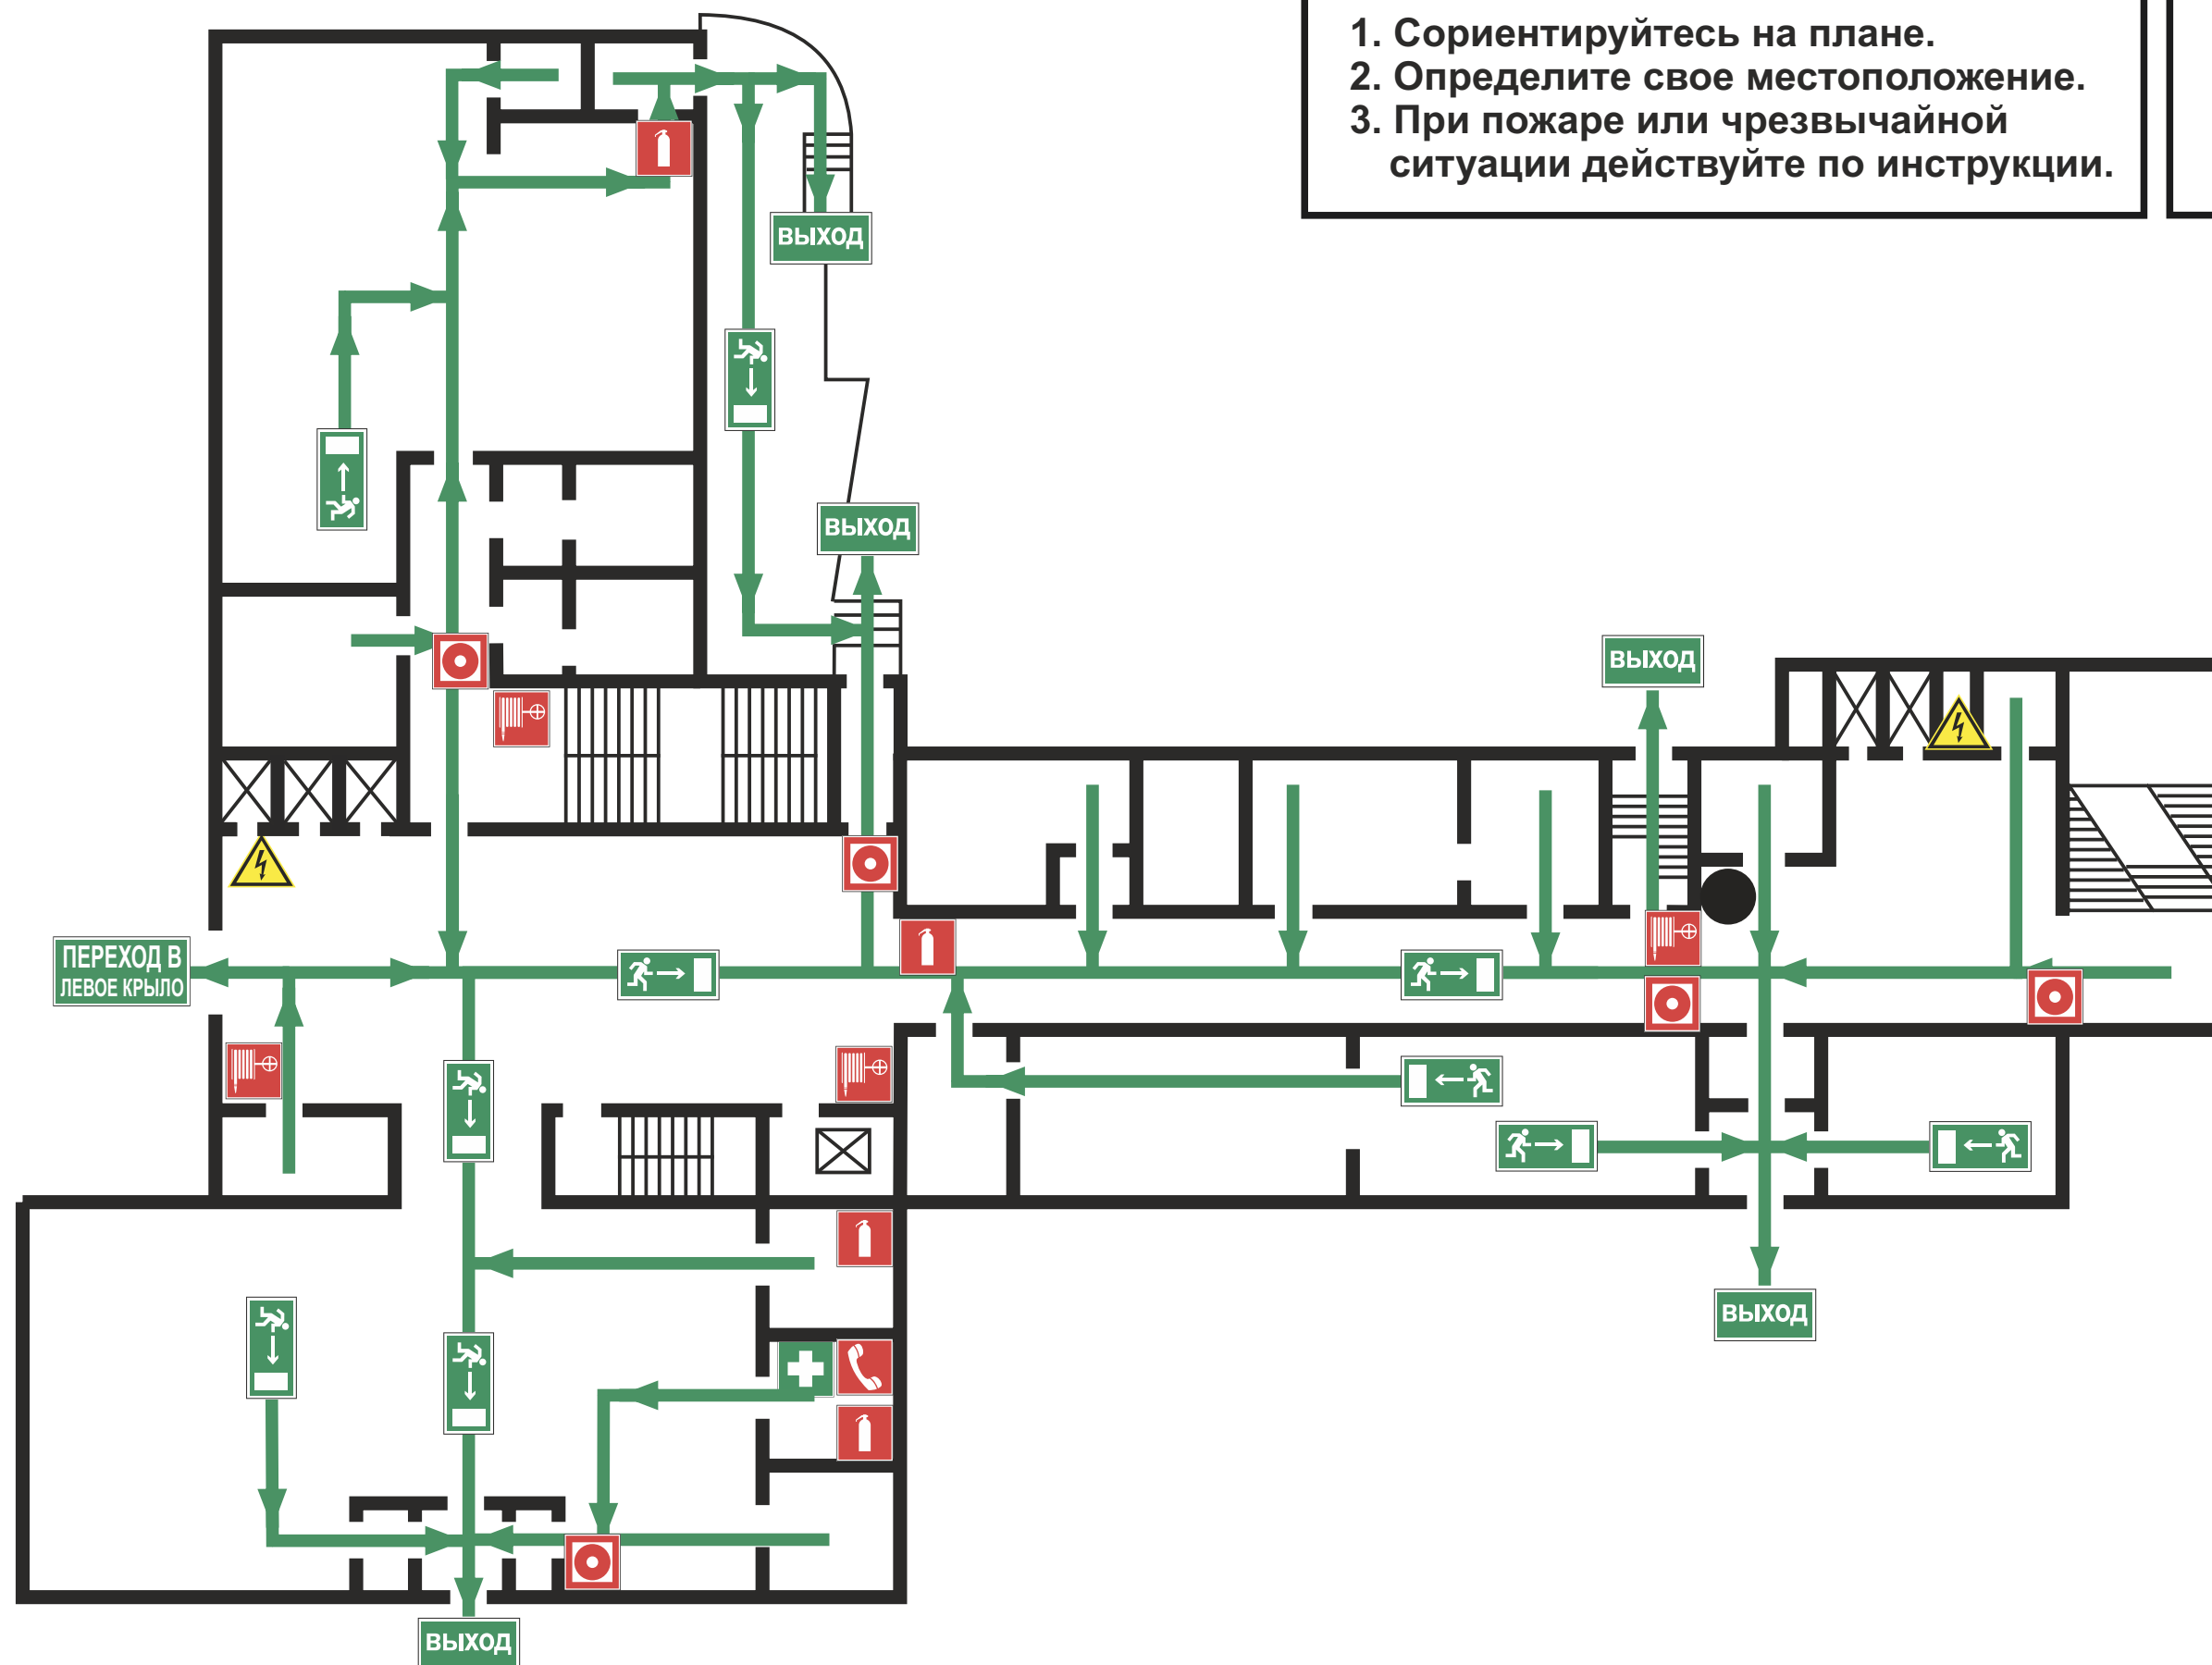 1. Сориентируйтесь на плане.
2. Определите свое местоположение.
3. При пожаре или чрезвычайной
ситуации действуйте по инструкции.
ВЫХОД
ВЫХОД
ВЫХОД
ПЕРЕХОД В
ЛЕВОЕ КРЫЛО
ВЫХОД
ВЫХОД